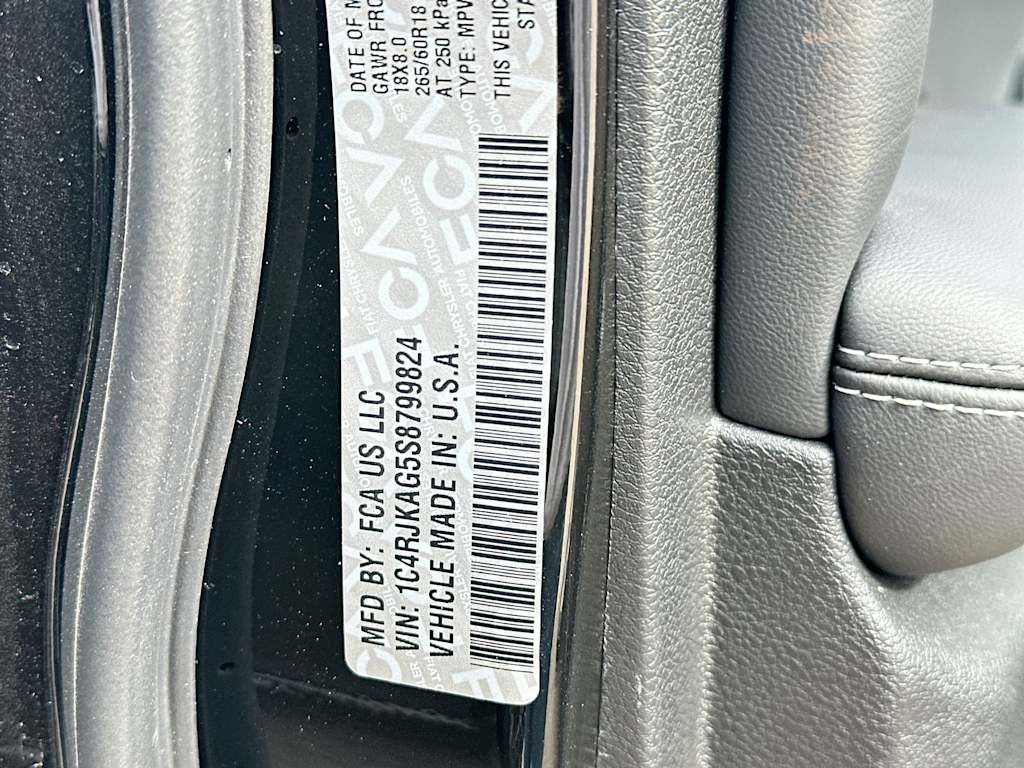 MFD BY: FCA US LLC
DATE OF M
GAWR FRO
VIN: 1C4RJKAG5S8799824
18X8.0
265/60R18
VEHICLE MADE IN: U.S.A.
AT 250 kPa
TYPE: MPV
THIS VEHICL
STA